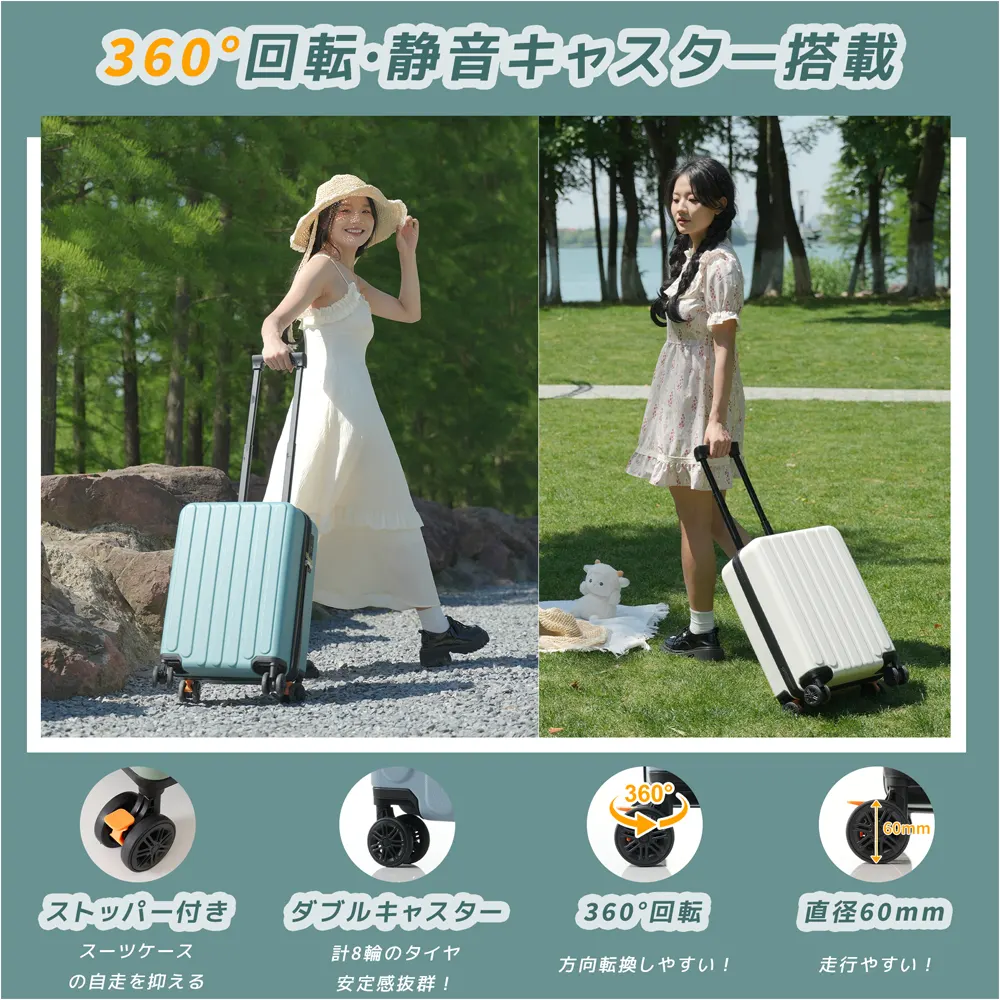 360°回転・静音キャスター搭載
360°
60mm
ストッパー付き
スーツケース
の自走を抑える
ダブルキャスター
計8輪のタイヤ
安定感抜群！
360°回転
方向転換しやすい！
直径60mm
走行やすい！